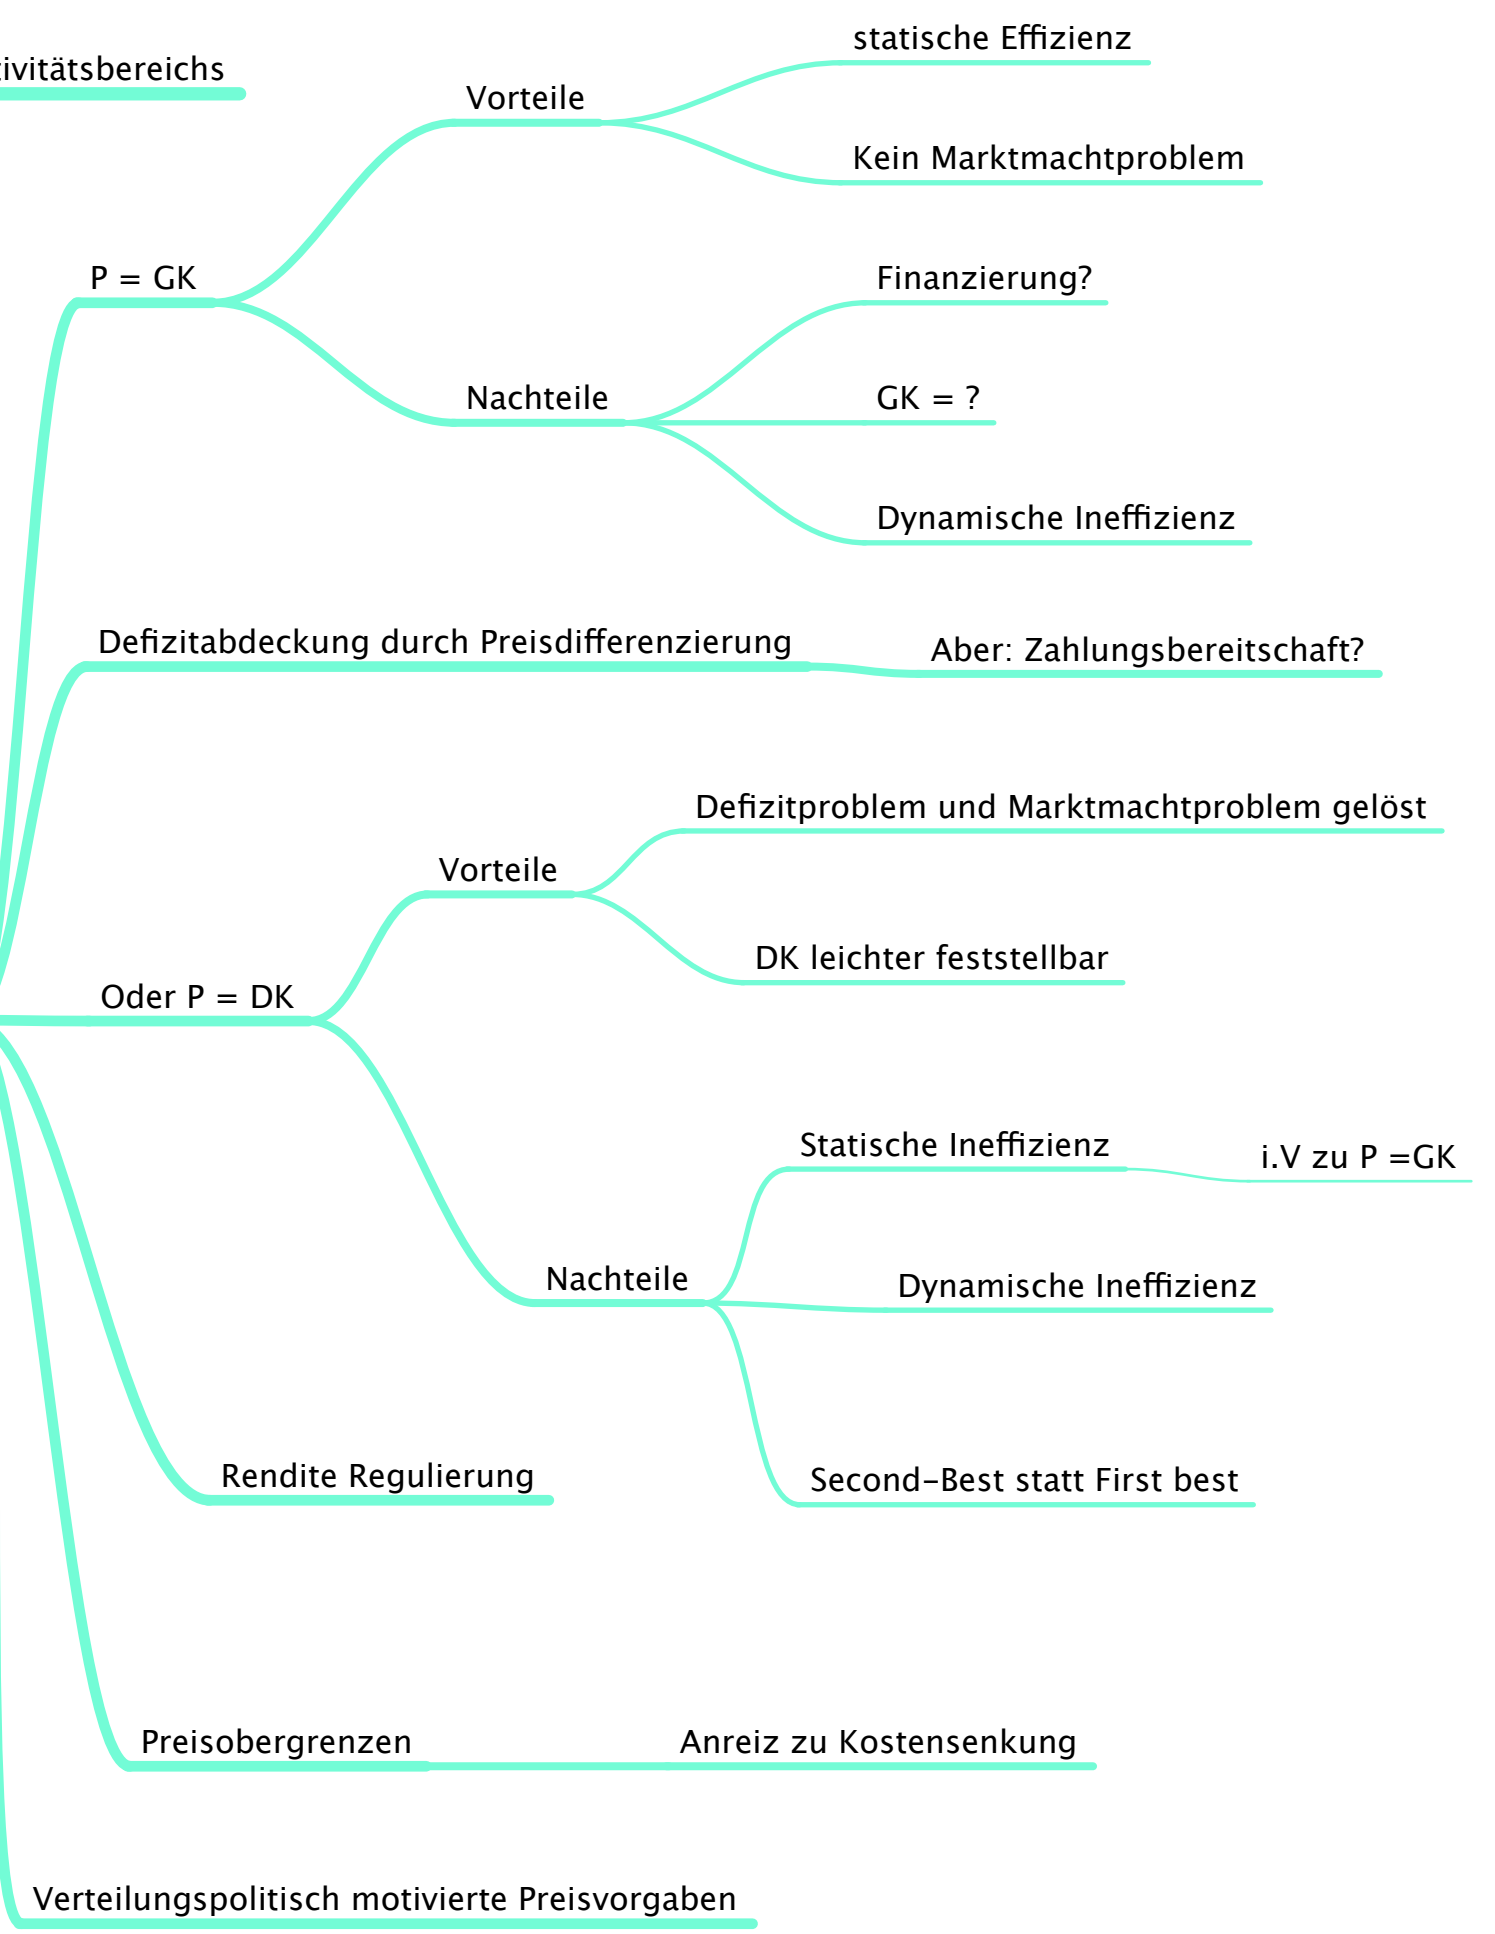 statische Effizienz
ivitätsbereichs
Vorteile
Kein Marktmachtproblem
P = GK
Finanzierung?
Nachteile
GK = ?
Dynamische Ineffizienz
Defizitabdeckung durch Preisdifferenzierung
Aber: Zahlungsbereitschaft?
Defizitproblem und Marktmachtproblem gelöst
Vorteile
DK leichter feststellbar
Oder P = DK
Statische Ineffizienz
i.V zu P =GK
Nachteile
Dynamische Ineffizienz
Second-Best statt First best
Rendite Regulierung
Preisobergrenzen
Anreiz zu Kostensenkung
Verteilungspolitisch motivierte Preisvorgaben